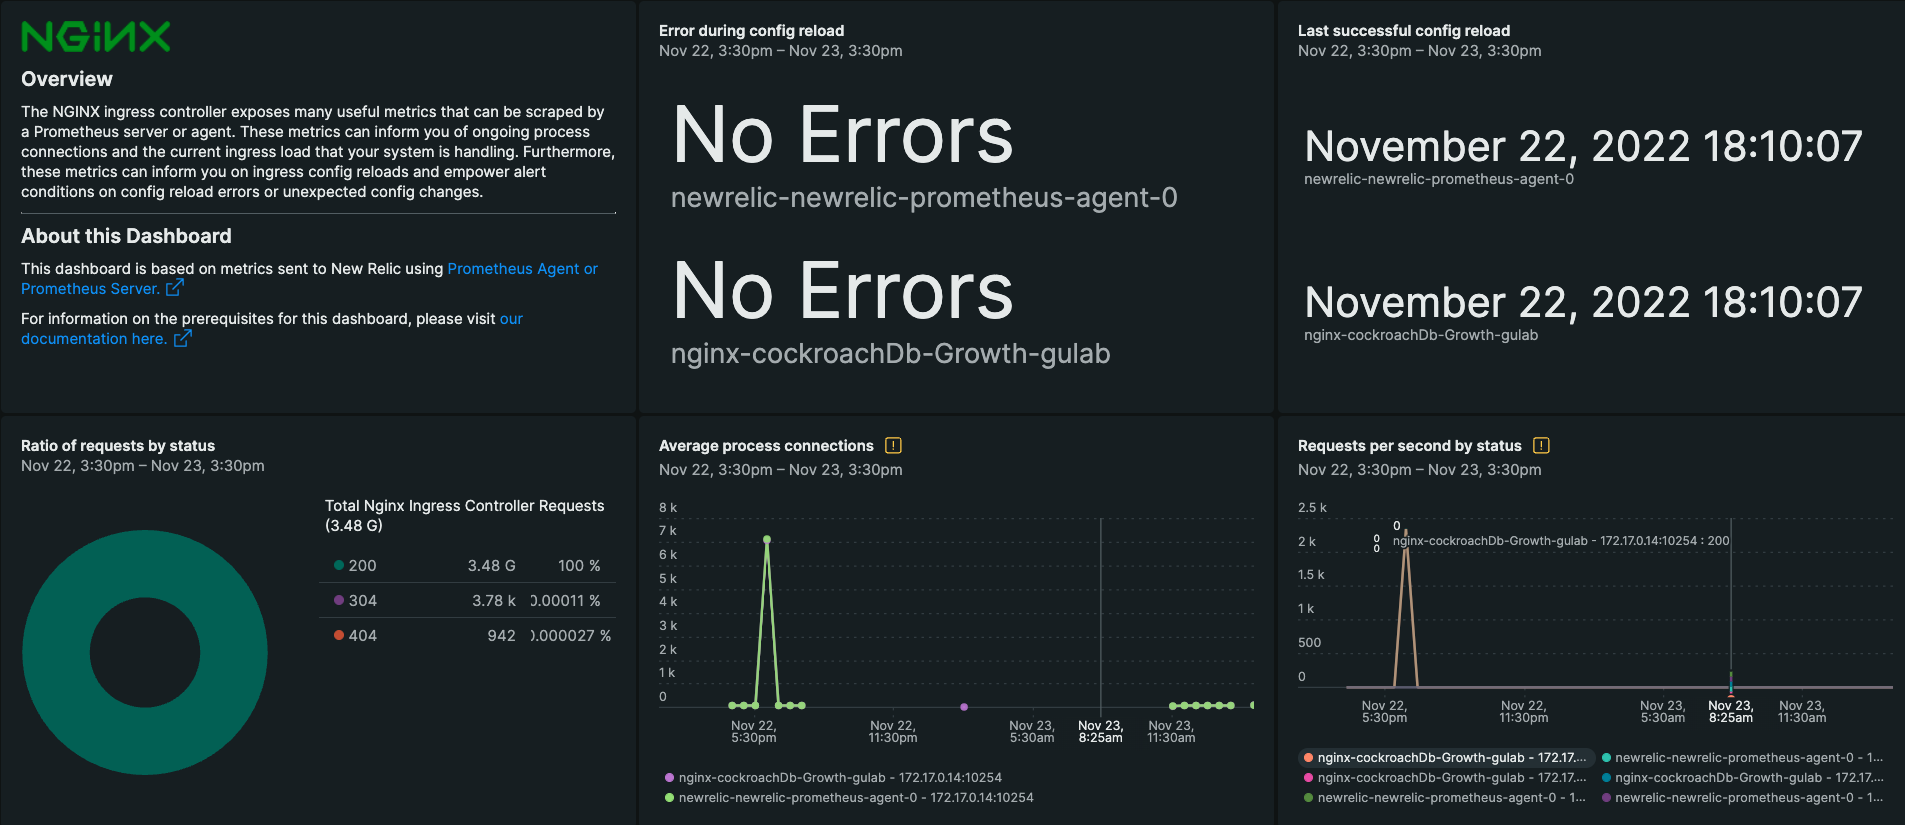 NGINX
Overview
The NGINX ingress controller exposes many useful metrics that can be scraped by
a Prometheus server or agent. These metrics can inform you of ongoing process
connections and the current ingress load that your system is handling. Furthermore,
these metrics can inform you on ingress config reloads and empower alert
conditions on config reload errors or unexpected config changes.
About this Dashboard
This dashboard is based on metrics sent to New Relic using Prometheus Agent or
Prometheus Server.
For information on the prerequisites for this dashboard, please visit our
documentation here.
Error during config reload
Nov 22, 3:30pm – Nov 23, 3:30pm
No Errors
newrelic-newrelic-prometheus-agent-0
No Errors
nginx-cockroachDb-Growth-gulab
Last successful config reload
Nov 22, 3:30pm – Nov 23, 3:30pm
November 22, 2022 18:10:07
newrelic-newrelic-prometheus-agent-0
November 22, 2022 18:10:07
nginx-cockroachDb-Growth-gulab
Ratio of requests by status
Nov 22, 3:30pm – Nov 23, 3:30pm
Total Nginx Ingress Controller Requests
(3.48 G)
200 3.48 G 100 %
304 3.78 k 0.00011 %
404 942 0.000027 %
Average process connections
Nov 22, 3:30pm – Nov 23, 3:30pm
8 k
7 k
6 k
5 k
4 k
3 k
2 k
1 k
0
Nov 22, Nov 22, Nov 23, Nov 23, Nov 23,
5:30pm 11:30pm 5:30am 8:25am 11:30am
nginx-cockroachDb-Growth-gulab - 172.17.0.14:10254
newrelic-newrelic-prometheus-agent-0 - 172.17.0.14:10254
Requests per second by status
Nov 22, 3:30pm – Nov 23, 3:30pm
2.5 k
0
0 nginx-cockroachDb-Growth-gulab - 172.17.0.14:10254 : 200
0
2 k
1.5 k
1 k
500
0
Nov 22, Nov 22, Nov 23, Nov 23, Nov 23,
5:30pm 11:30pm 5:30am 8:25am 11:30am
nginx-cockroachDb-Growth-gulab - 172.17.... newrelic-newrelic-prometheus-agent-0 - 1...
nginx-cockroachDb-Growth-gulab - 172.17.... nginx-cockroachDb-Growth-gulab - 172.17....
newrelic-newrelic-prometheus-agent-0 - 1... newrelic-newrelic-prometheus-agent-0 - 1...